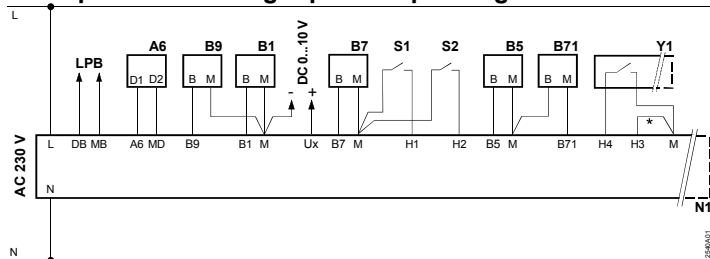 L
A6 B9 B1 DC 0...10 V B7 S1 S2 B5 B71 Y1
LPB
D1 D2 B M B M B M B M B M
- +
*
L DB MB A6 MD B9 B1 M Ux B7 M H1 H2 B5 M B71 H4 H3 M
AC 230 V
N
N1
N
2540A01